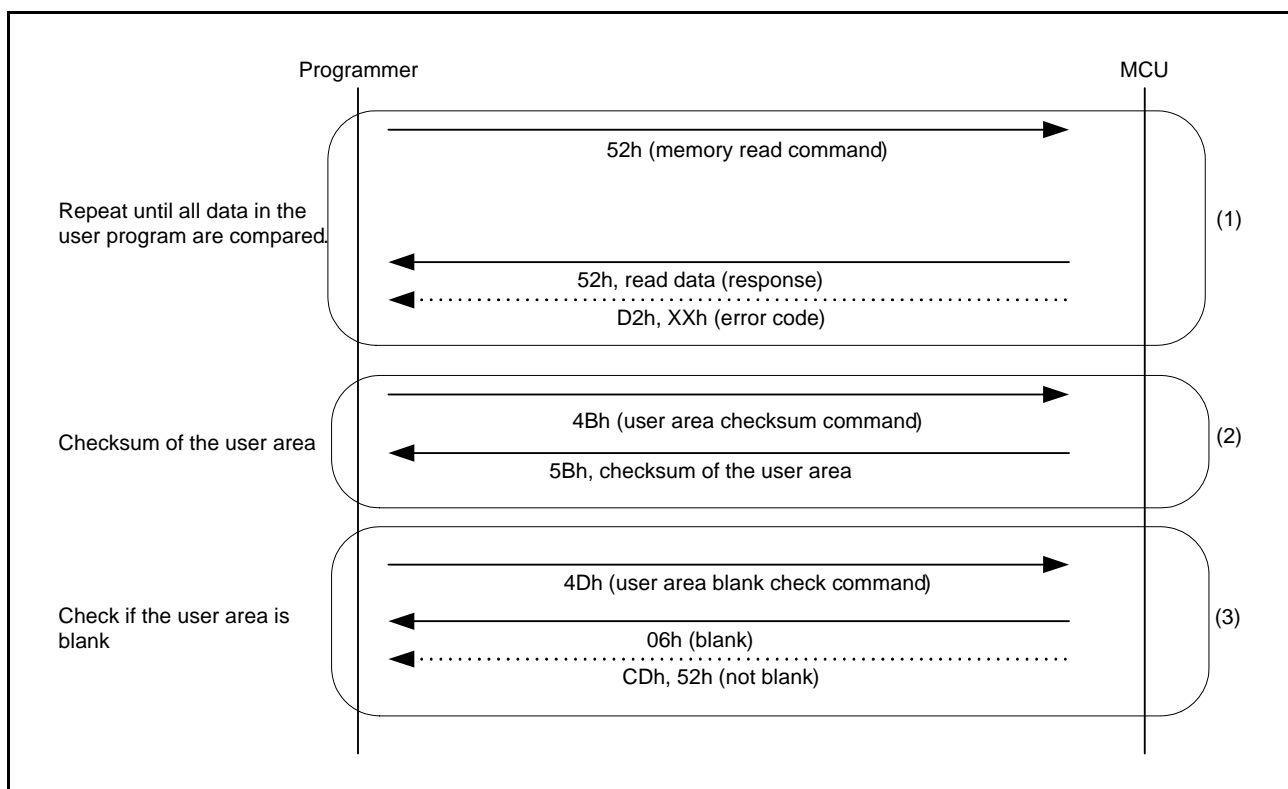 Programmer
MCU
52h (memory read command)
Repeat until all data in the
user program are compared.
(1)
52h, read data (response)
D2h, XXh (error code)
4Bh (user area checksum command)
Checksum of the user area
(2)
5Bh, checksum of the user area
4Dh (user area blank check command)
Check if the user area is
blank
(3)
06h (blank)
CDh, 52h (not blank)